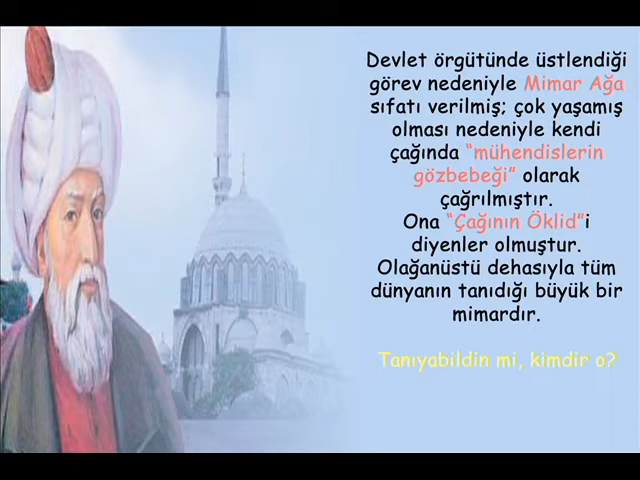 Devlet örgütünde üstlendiği
görev nedeniyle Mimar Ağa
sıfatı verilmiş; çok yaşamış
olması nedeniyle kendi
çağında “mühendislerin
gözbebeği” olarak
çağrılmıştır.
Ona “Çağının Öklid”i
diyenler olmuştur.
Olağanüstü dehasıyla tüm
dünyanın tanıdığı büyük bir
mimardır.
Tanıyabildin mi, kimdir o?